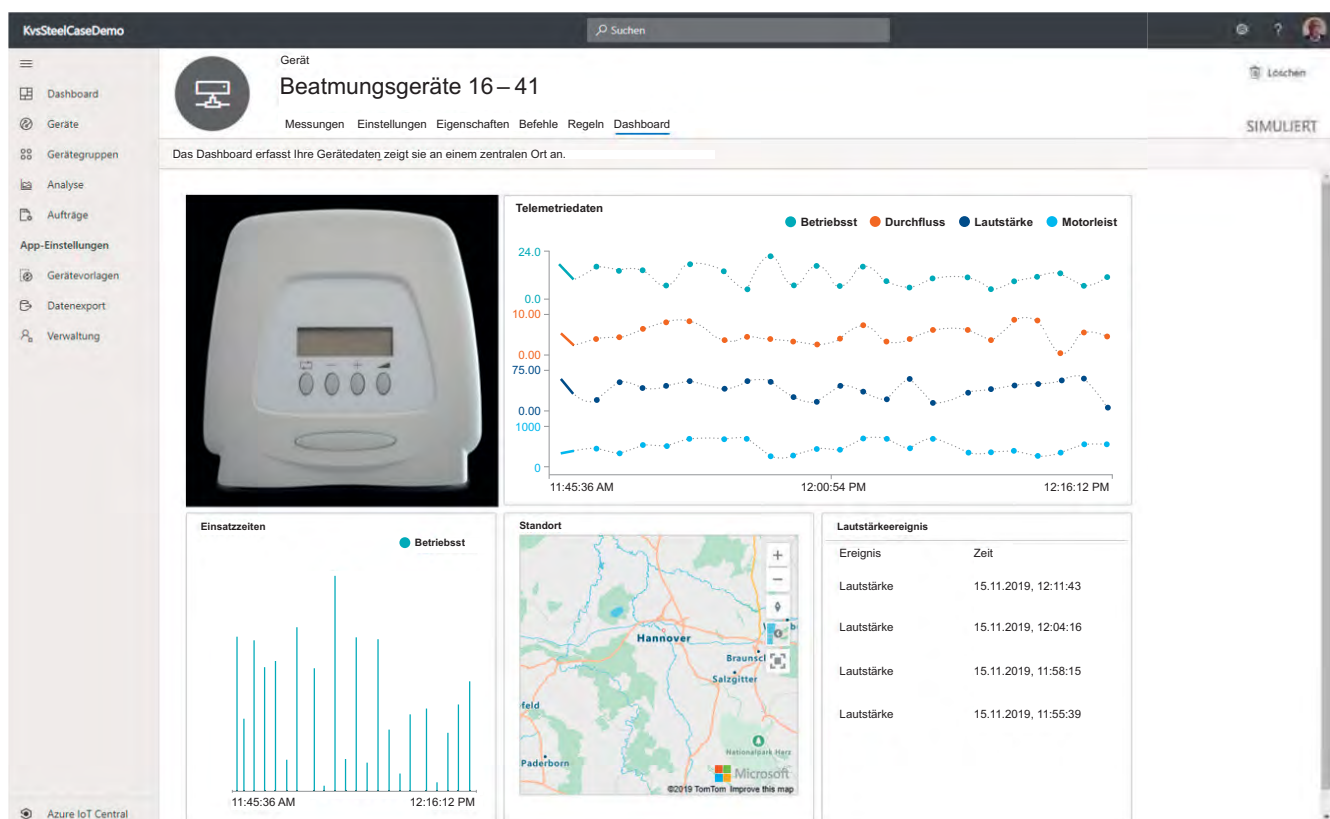 KvsSteelCaseDemo
Suchen
?
Dashboard
Geräte
Gerätegruppen
Analyse
Aufträge
App-Einstellungen
Gerätevorlagen
Datenexport
Verwaltung
Azure IoT Central
Gerät
Beatmungsgeräte 16 – 41
Löschen
Messungen Einstellungen Eigenschaften Befehle Regeln Dashboard
SIMULIERT
Das Dashboard erfasst Ihre Gerätedaten zeigt sie an einem zentralen Ort an.
Telemetriedaten
Betriebsst Durchfluss Lautstärke Motorleist
24.0
0.0
10.00
0.00
75.00
0.00
1000
0
11:45:36 AM 12:00:54 PM 12:16:12 PM
Einsatzzeiten
Betriebsst
11:45:36 AM 12:16:12 PM
Standort
Hannover
Braunsc
Salzgitter
feld
Nationalpark Harz
Paderborn
Microsoft
©2019 TomTom Improve this map
Lautstärkeereignis
Ereignis Zeit
Lautstärke 15.11.2019, 12:11:43
Lautstärke 15.11.2019, 12:04:16
Lautstärke 15.11.2019, 11:58:15
Lautstärke 15.11.2019, 11:55:39